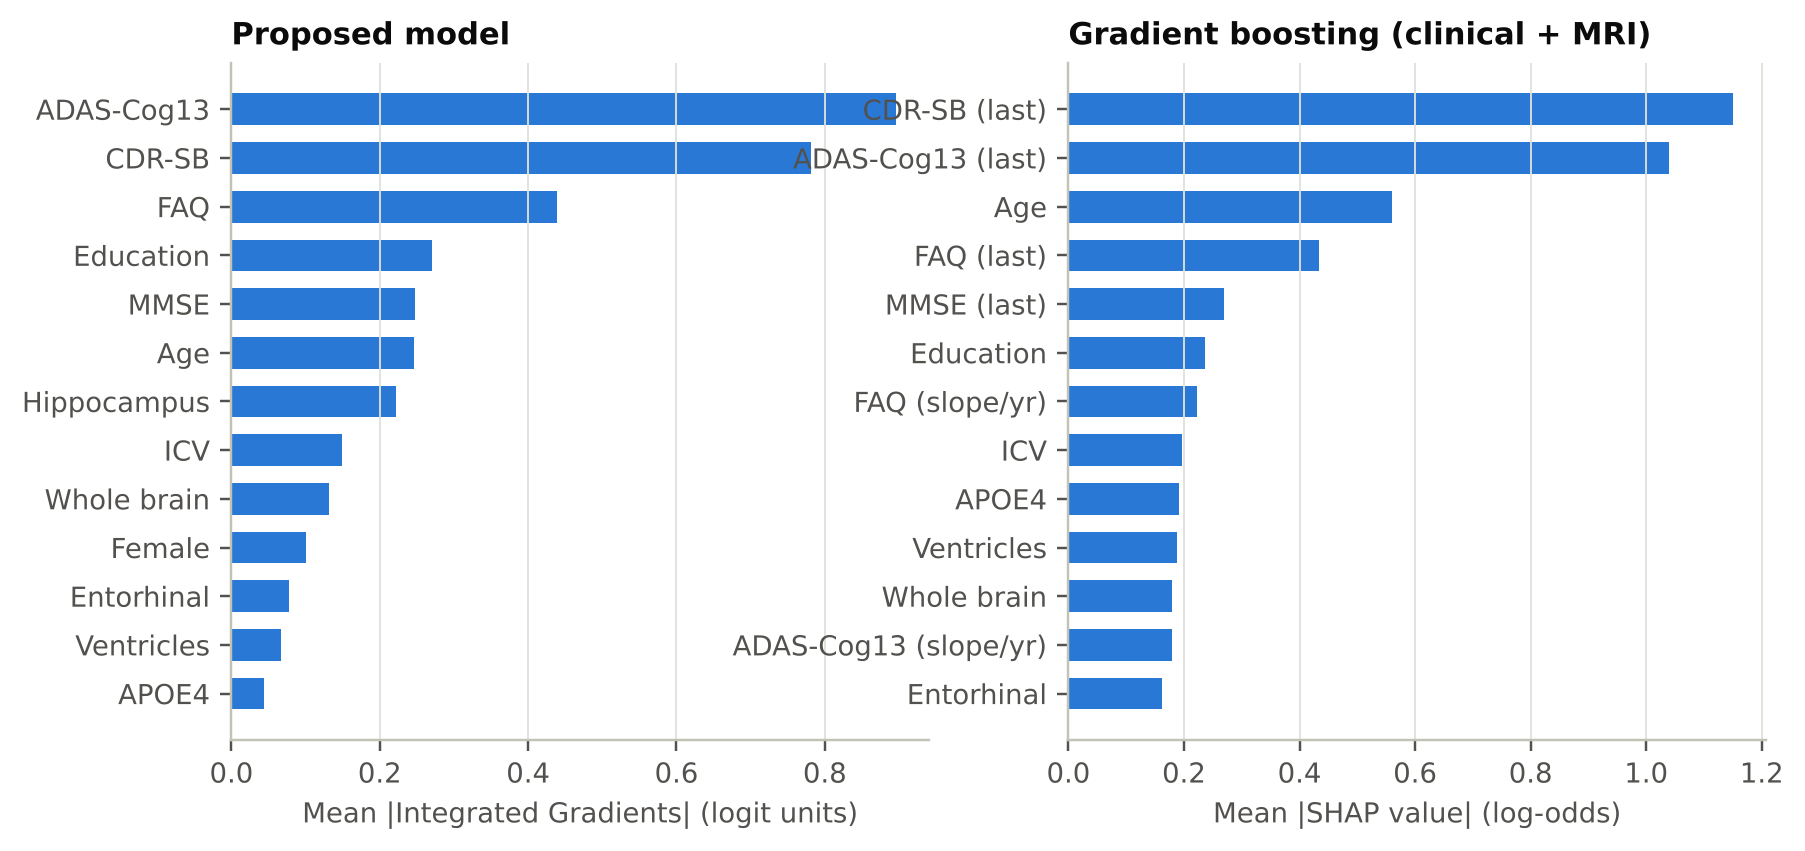 Proposed model
ADAS-Cog13
CDR-SB
FAQ
Education
MMSE
Age
Hippocampus
ICV
Whole brain
Female
Entorhinal
Ventricles
APOE4
0.0 0.2 0.4 0.6 0.8
Mean |Integrated Gradients| (logit units)
Gradient boosting (clinical + MRI)
CDR-SB (last)
ADAS-Cog13 (last)
Age
FAQ (last)
MMSE (last)
Education
FAQ (slope/yr)
ICV
APOE4
Ventricles
Whole brain
ADAS-Cog13 (slope/yr)
Entorhinal
0.0 0.2 0.4 0.6 0.8 1.0 1.2
Mean |SHAP value| (log-odds)